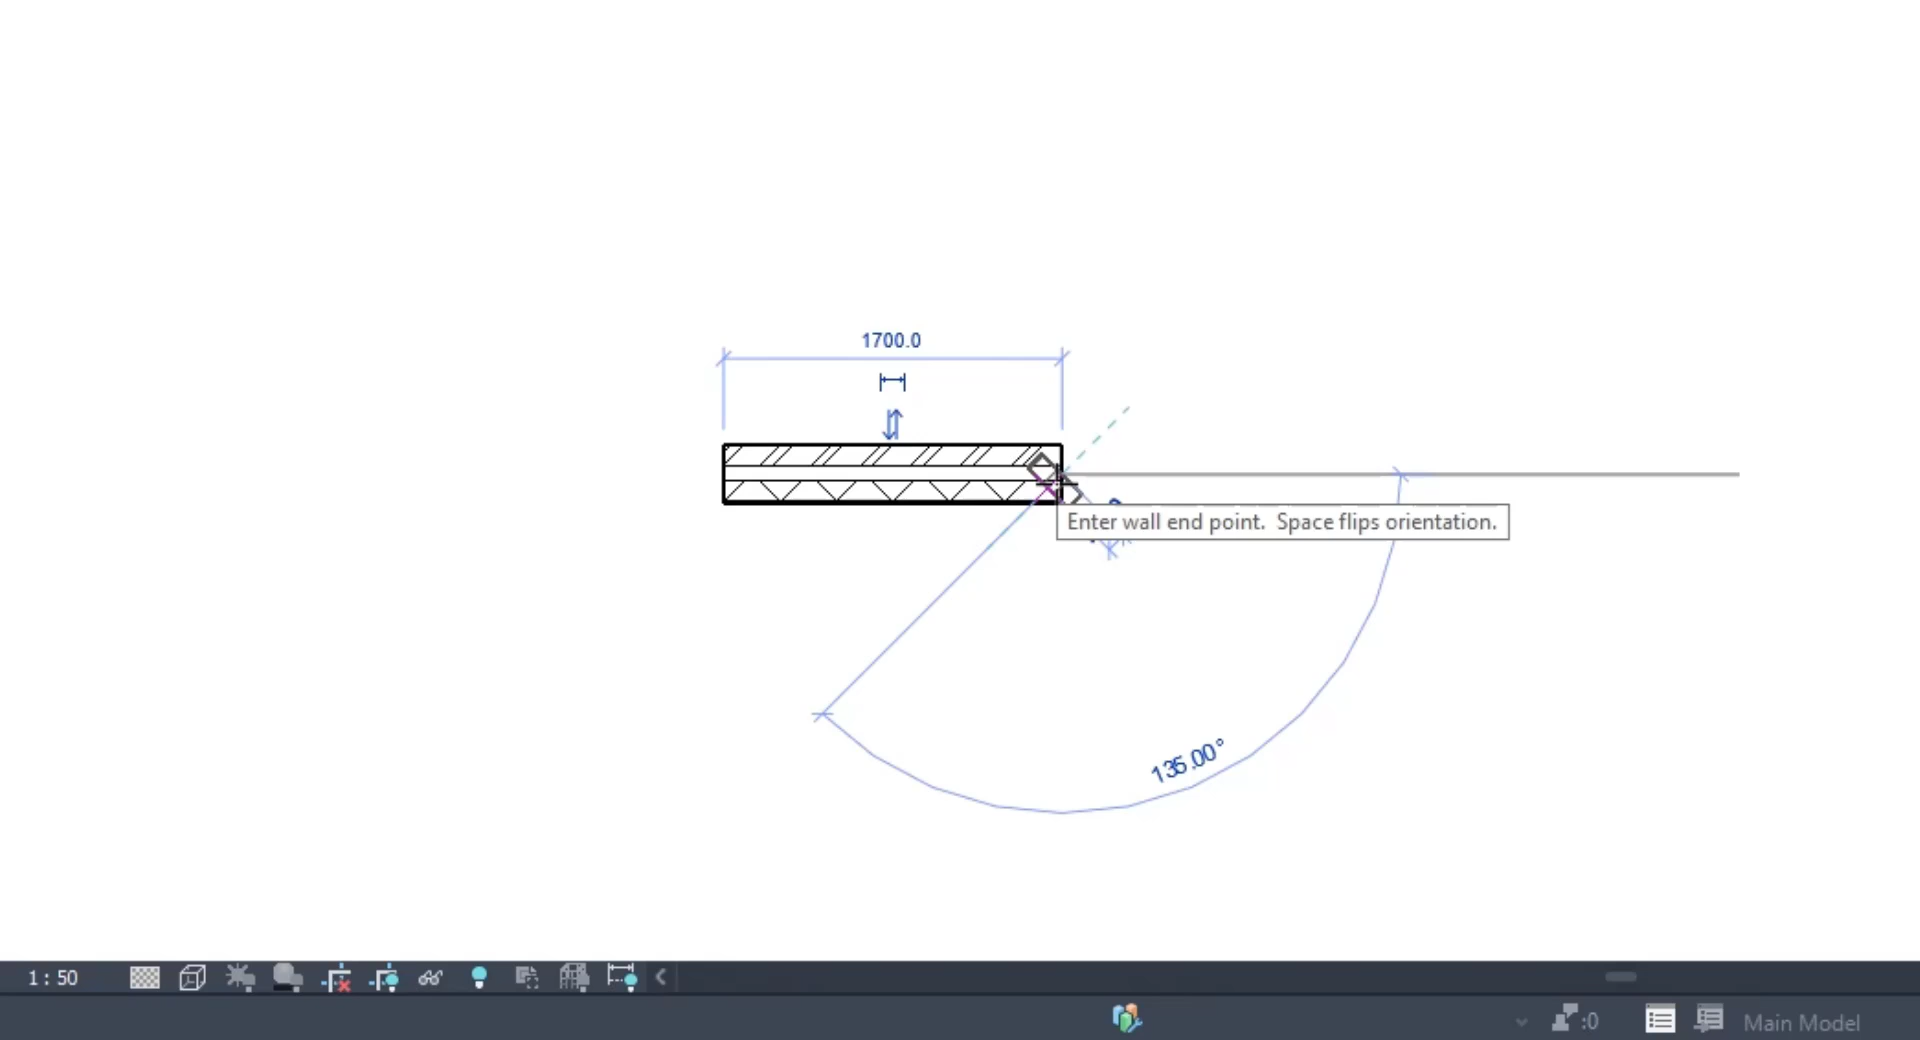 1700.0
Enter wall end point.  Space flips orientation.
135.00°
1 : 50
:0
Main Model